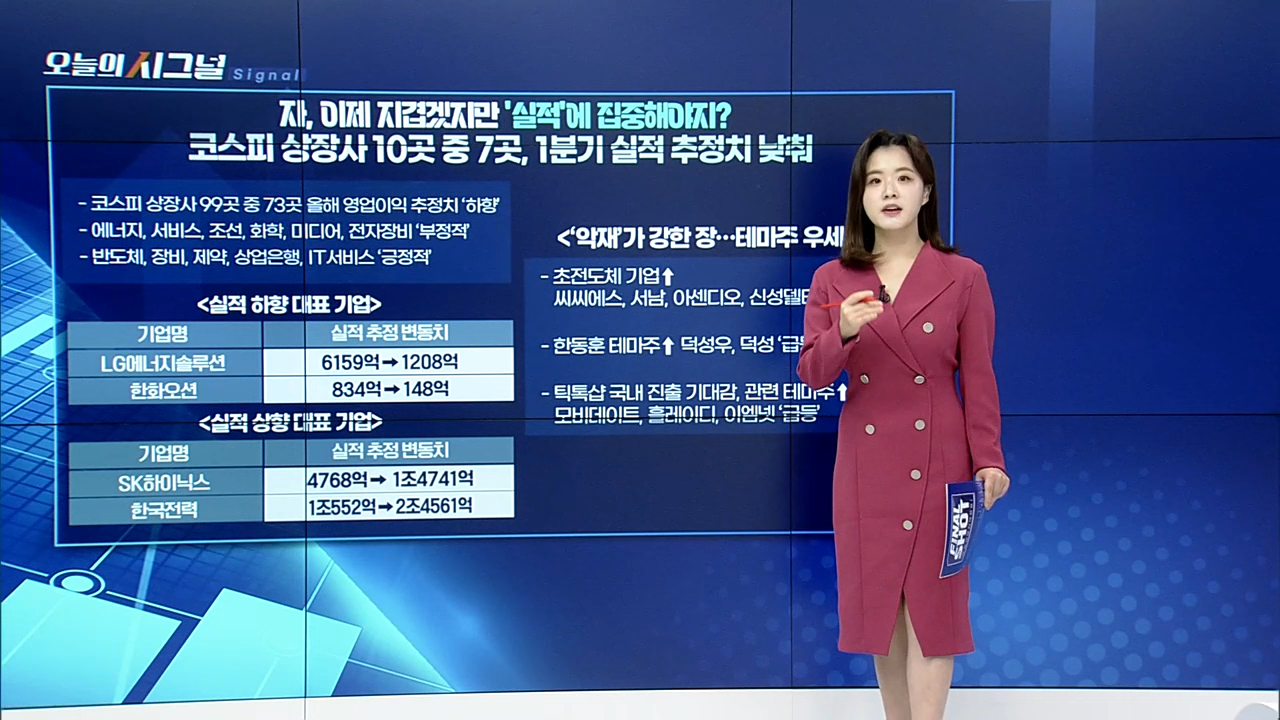 오늘의 시그널 Signal
자, 이제 지겹겠지만 '실적'에 집중해야지?
코스피 상장사 10곳 중 7곳, 1분기 실적 추정치 낮춰
- 코스피 상장사 99곳 중 73곳 올해 영업이익 추정치 '하향'
- 에너지, 서비스, 조선, 화학, 미디어, 전자장비 '부정적'
- 반도체, 장비, 제약, 상업은행, IT서비스 '긍정적'
<실적 하향 대표 기업>
기업명 실적 추정 변동치
LG에너지솔루션 6159억➡1208억
한화오션 834억➡148억
<실적 상향 대표 기업>
기업명 실적 추정 변동치
SK하이닉스 4768억➡ 1조4741억
한국전력 1조552억➡2조4561억
<'악재'가 강한 장…테마주 우세
- 초전도체 기업⬆
씨씨에스, 서남, 아센디오, 신성델타
- 한동훈 테마주⬆ 덕성우, 덕성 '급등
- 틱톡샵 국내 진출 기대감, 관련 테마주⬆
모비데이트, 흘레이디, 이엠넷 '급등'
FINAL
SHOT